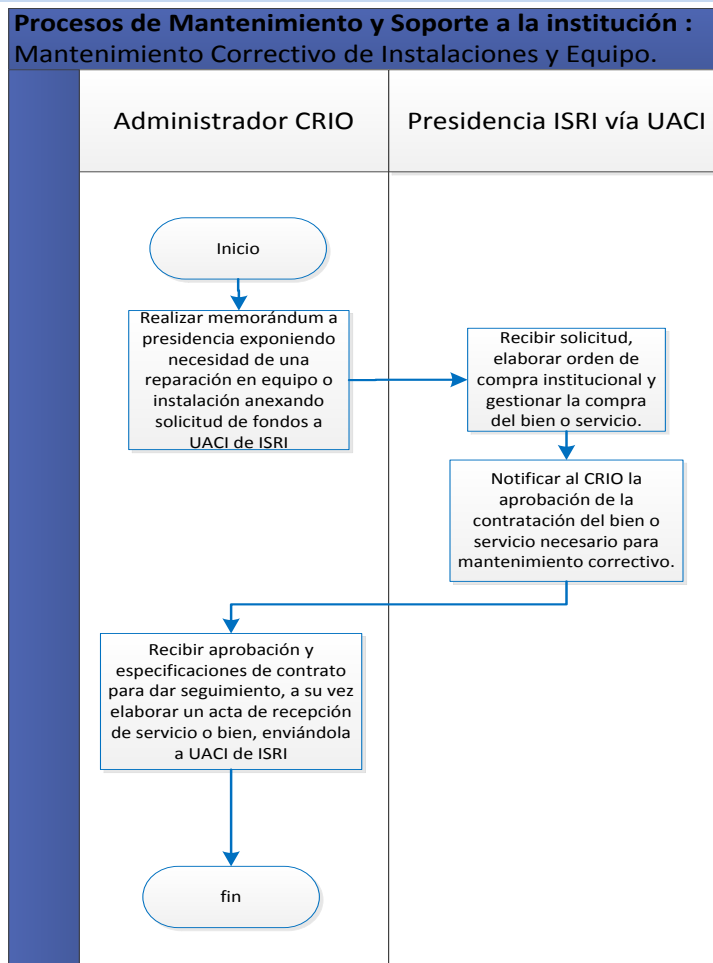 Procesos de Mantenimiento y Soporte a la institución :
Mantenimiento Correctivo de Instalaciones y Equipo.
Administrador CRIO
Presidencia ISRI vía UACI
Inicio
Realizar memorándum a
presidencia exponiendo
necesidad de una
reparación en equipo o
instalación anexando
solicitud de fondos a
UACI de ISRI
Recibir solicitud,
elaborar orden de
compra institucional y
gestionar la compra
del bien o servicio.
Notificar al CRIO la
aprobación de la
contratación del bien o
servicio necesario para
mantenimiento correctivo.
Recibir aprobación y
especificaciones de contrato
para dar seguimiento, a su vez
elaborar un acta de recepción
de servicio o bien, enviándola
a UACI de ISRI
fin